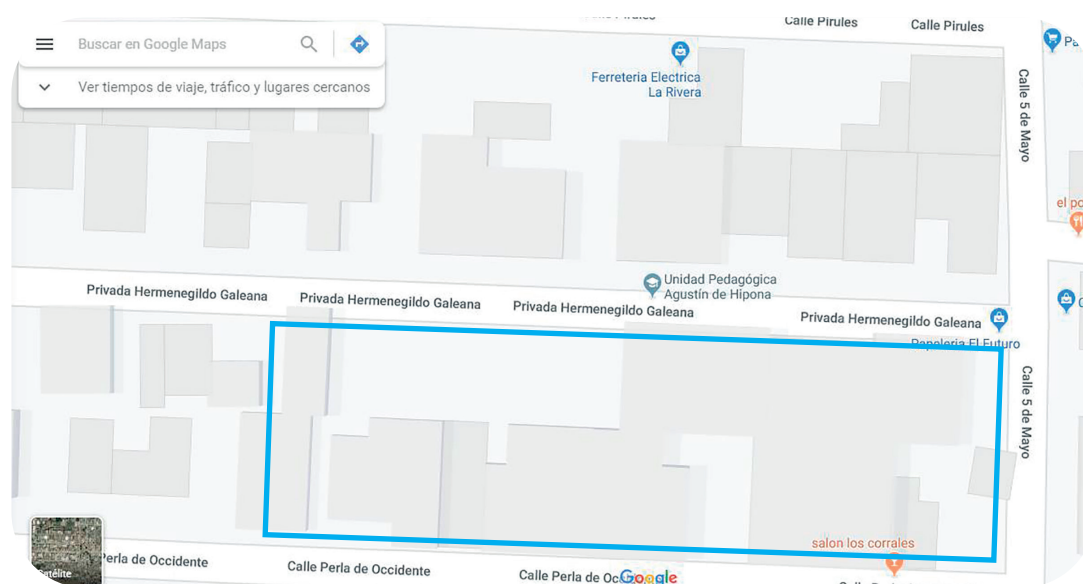 Calle Pirules
Calle Pirules
Buscar en Google Maps
Ver tiempos de viaje, tráfico y lugares cercanos
Ferreteria Electrica
La Rivera
Calle 5 de Mayo
el
Unidad Pedagógica
Agustín de Hipona
Privada Hermenegildo Galeana
Privada Hermenegildo Galeana
Privada Hermenegildo Galeana
Privada Hermenegildo Galeana
Papeleria El Futuro
Calle 5 de Mayo
salon los corrales
Perla de Occidente
Calle Perla de Occidente
Calle Perla de
Google